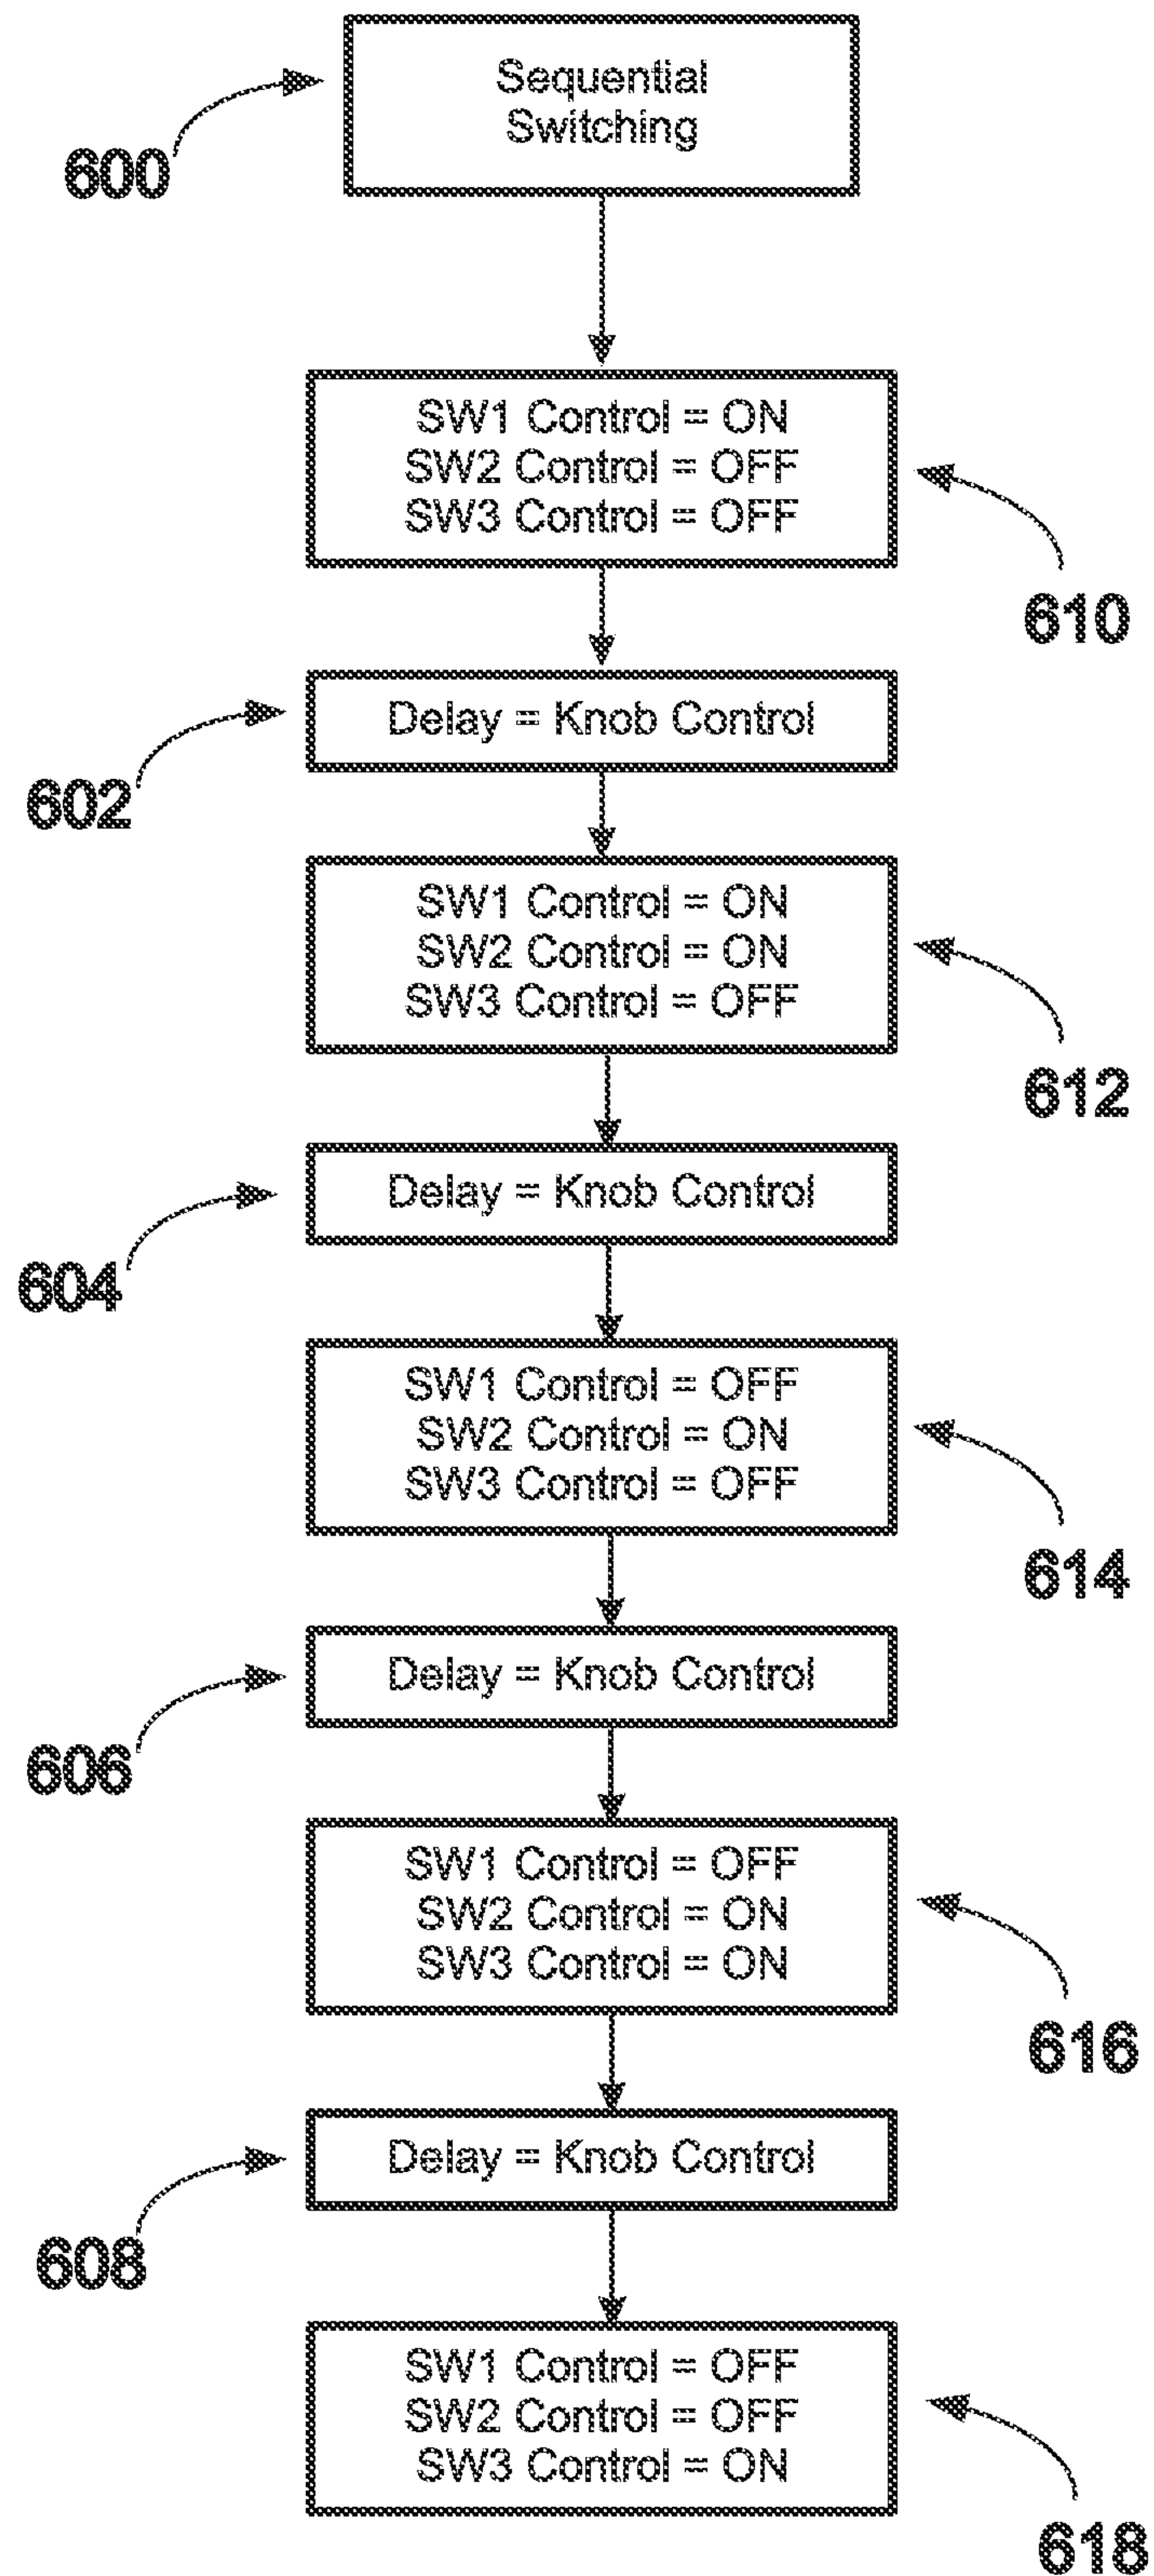 Sequential
Switching
600
SW1 Control = ON
SW2 Control = OFF
SW3 Control = OFF
610
Delay = Knob Control
602
SW1 Control = ON
SW2 Control = ON
SW3 Control = OFF
612
Delay = Knob Control
604
SW1 Control = OFF
SW2 Control = ON
SW3 Control = OFF
614
Delay = Knob Control
606
SW1 Control = OFF
SW2 Control = ON
SW3 Control = ON
616
Delay = Knob Control
608
SW1 Control = OFF
SW2 Control = OFF
SW3 Control = ON
618